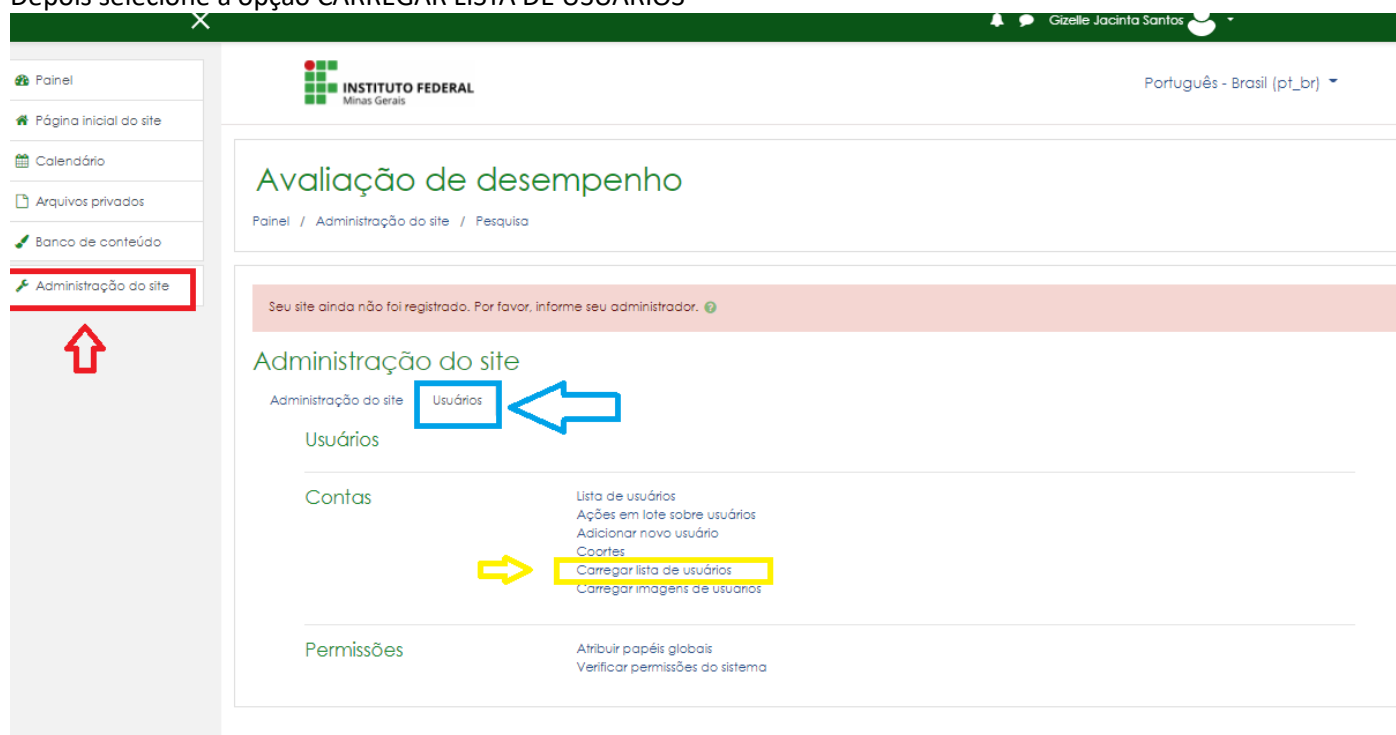 Depois selecione a opção CARREGAR LISTA DE USUÁRIOS
Gizelle Jacinta Santos
Painel
Página inicial do site
Calendário
Arquivos privados
Banco de conteúdo
Administração do site
INSTITUTO FEDERAL
Minas Gerais
Português - Brasil (pt_br)
Avaliação de desempenho
Painel / Administração do site / Pesquisa
Seu site ainda não foi registrado. Por favor, informe seu administrador.
Administração do site
Administração do site Usuários
Usuários
Contas
Lista de usuários
Ações em lote sobre usuários
Adicionar novo usuário
Coortes
Carregar lista de usuários
Carregar imagens de usuários
Permissões
Atribuir papéis globais
Verificar permissões do sistema